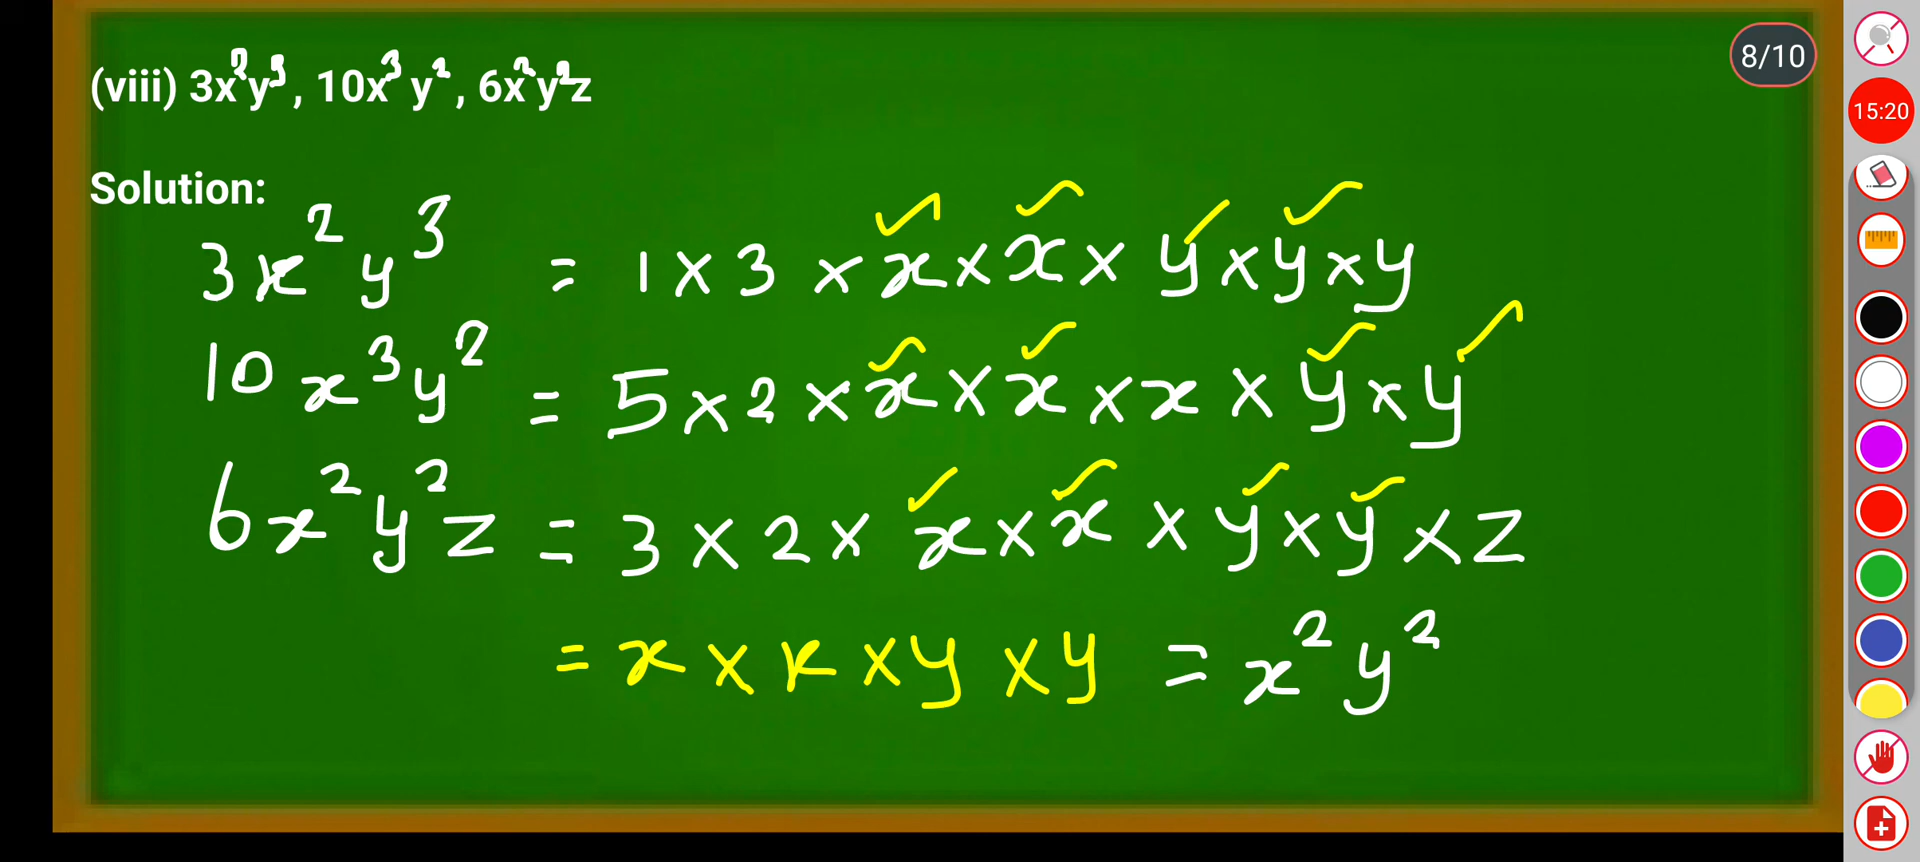 (viii) 3x²y³, 10x³y², 6x²y²z
8/10
15:20
Solution:
3x²y³ = 1 × 3 × x × x × y × y × y
10x³y² = 5 × 2 × x × x × x × y × y
6x²y²z = 3 × 2 × x × x × y × y × z
= x × x × y × y = x²y²